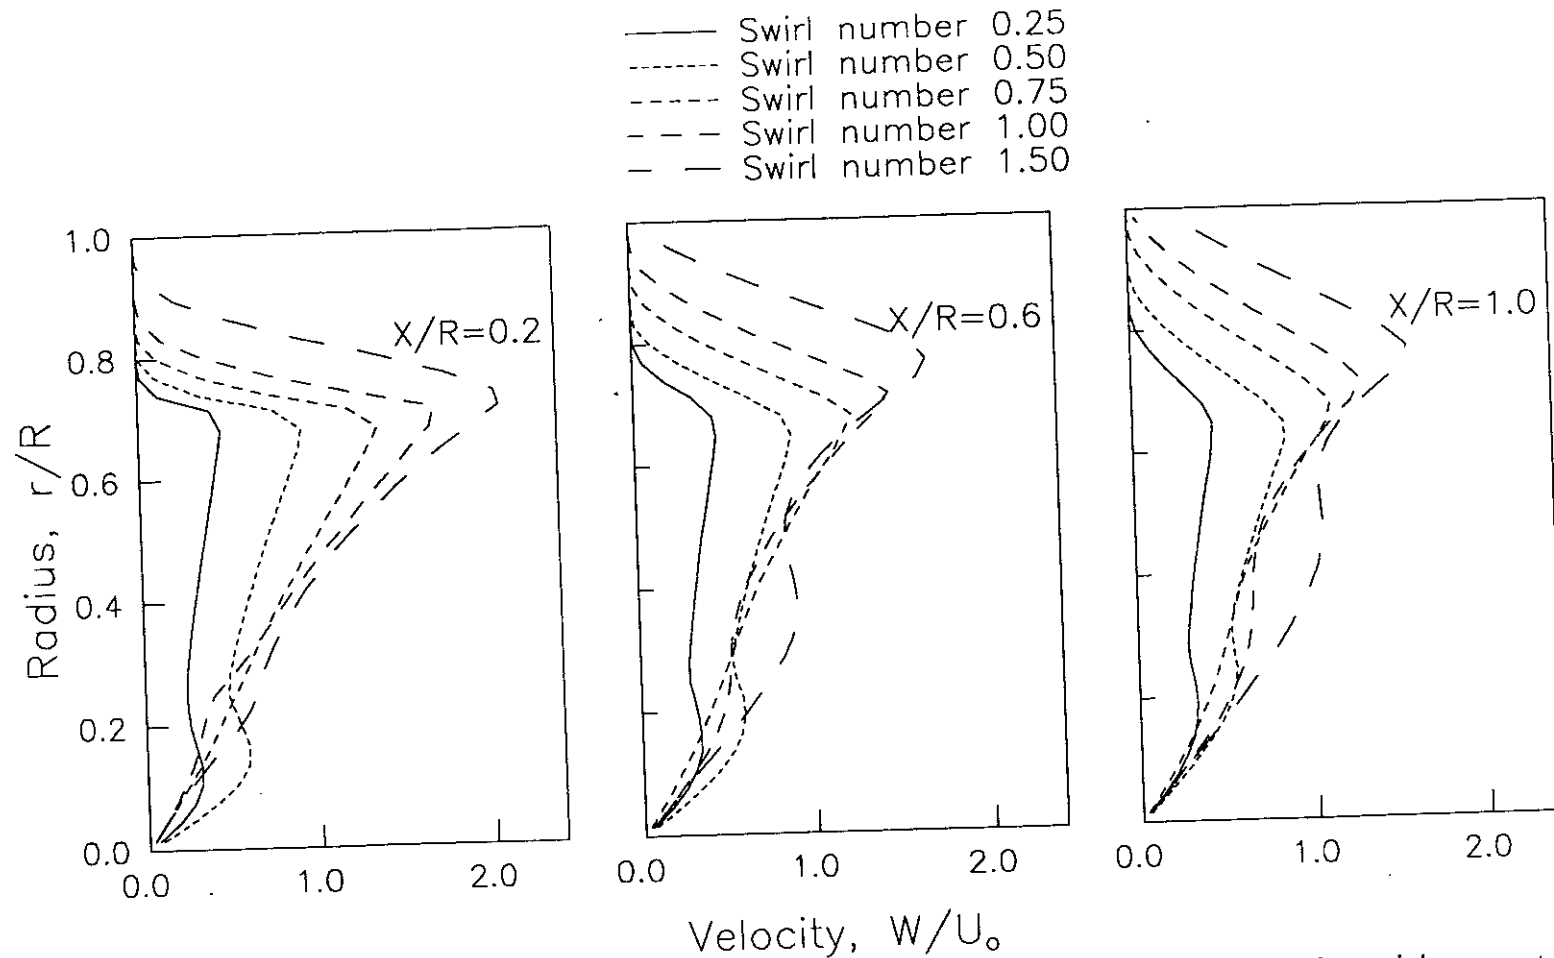 Swirl number 0.25
Swirl number 0.50
Swirl number 0.75
Swirl number 1.00
Swirl number 1.50
Radius, r/R
1.0
0.8
0.6
0.4
0.2
0.0
X/R=0.2
X/R=0.6
X/R=1.0
0.0 1.0 2.0
0.0 1.0 2.0
0.0 1.0 2.0
Velocity, W/U₀